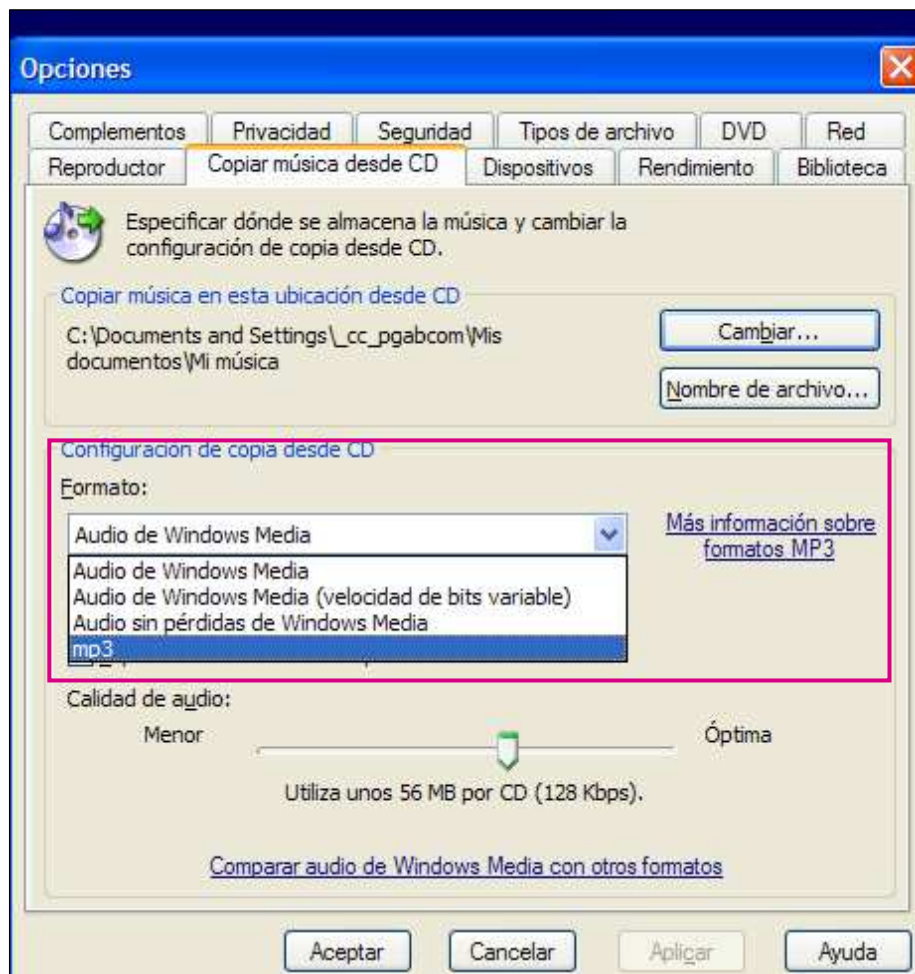 Opciones
Complementos Privacidad Seguridad Tipos de archivo DVD Red
Reproductor Copiar música desde CD Dispositivos Rendimiento Biblioteca
Especificar dónde se almacena la música y cambiar la
configuración de copia desde CD.
Copiar música en esta ubicación desde CD
C:\Documents and Settings\_cc_pgabcom\Mis
documentos\Mi música
Cambiar...
Nombre de archivo...
Configuración de copia desde CD
Formato:
Audio de Windows Media
Más información sobre
formatos MP3
Audio de Windows Media
Audio de Windows Media (velocidad de bits variable)
Audio sin pérdidas de Windows Media
mp3
Calidad de audio:
Menor Óptima
Utiliza unos 56 MB por CD (128 Kbps).
Comparar audio de Windows Media con otros formatos
Aceptar Cancelar Aplicar Ayuda